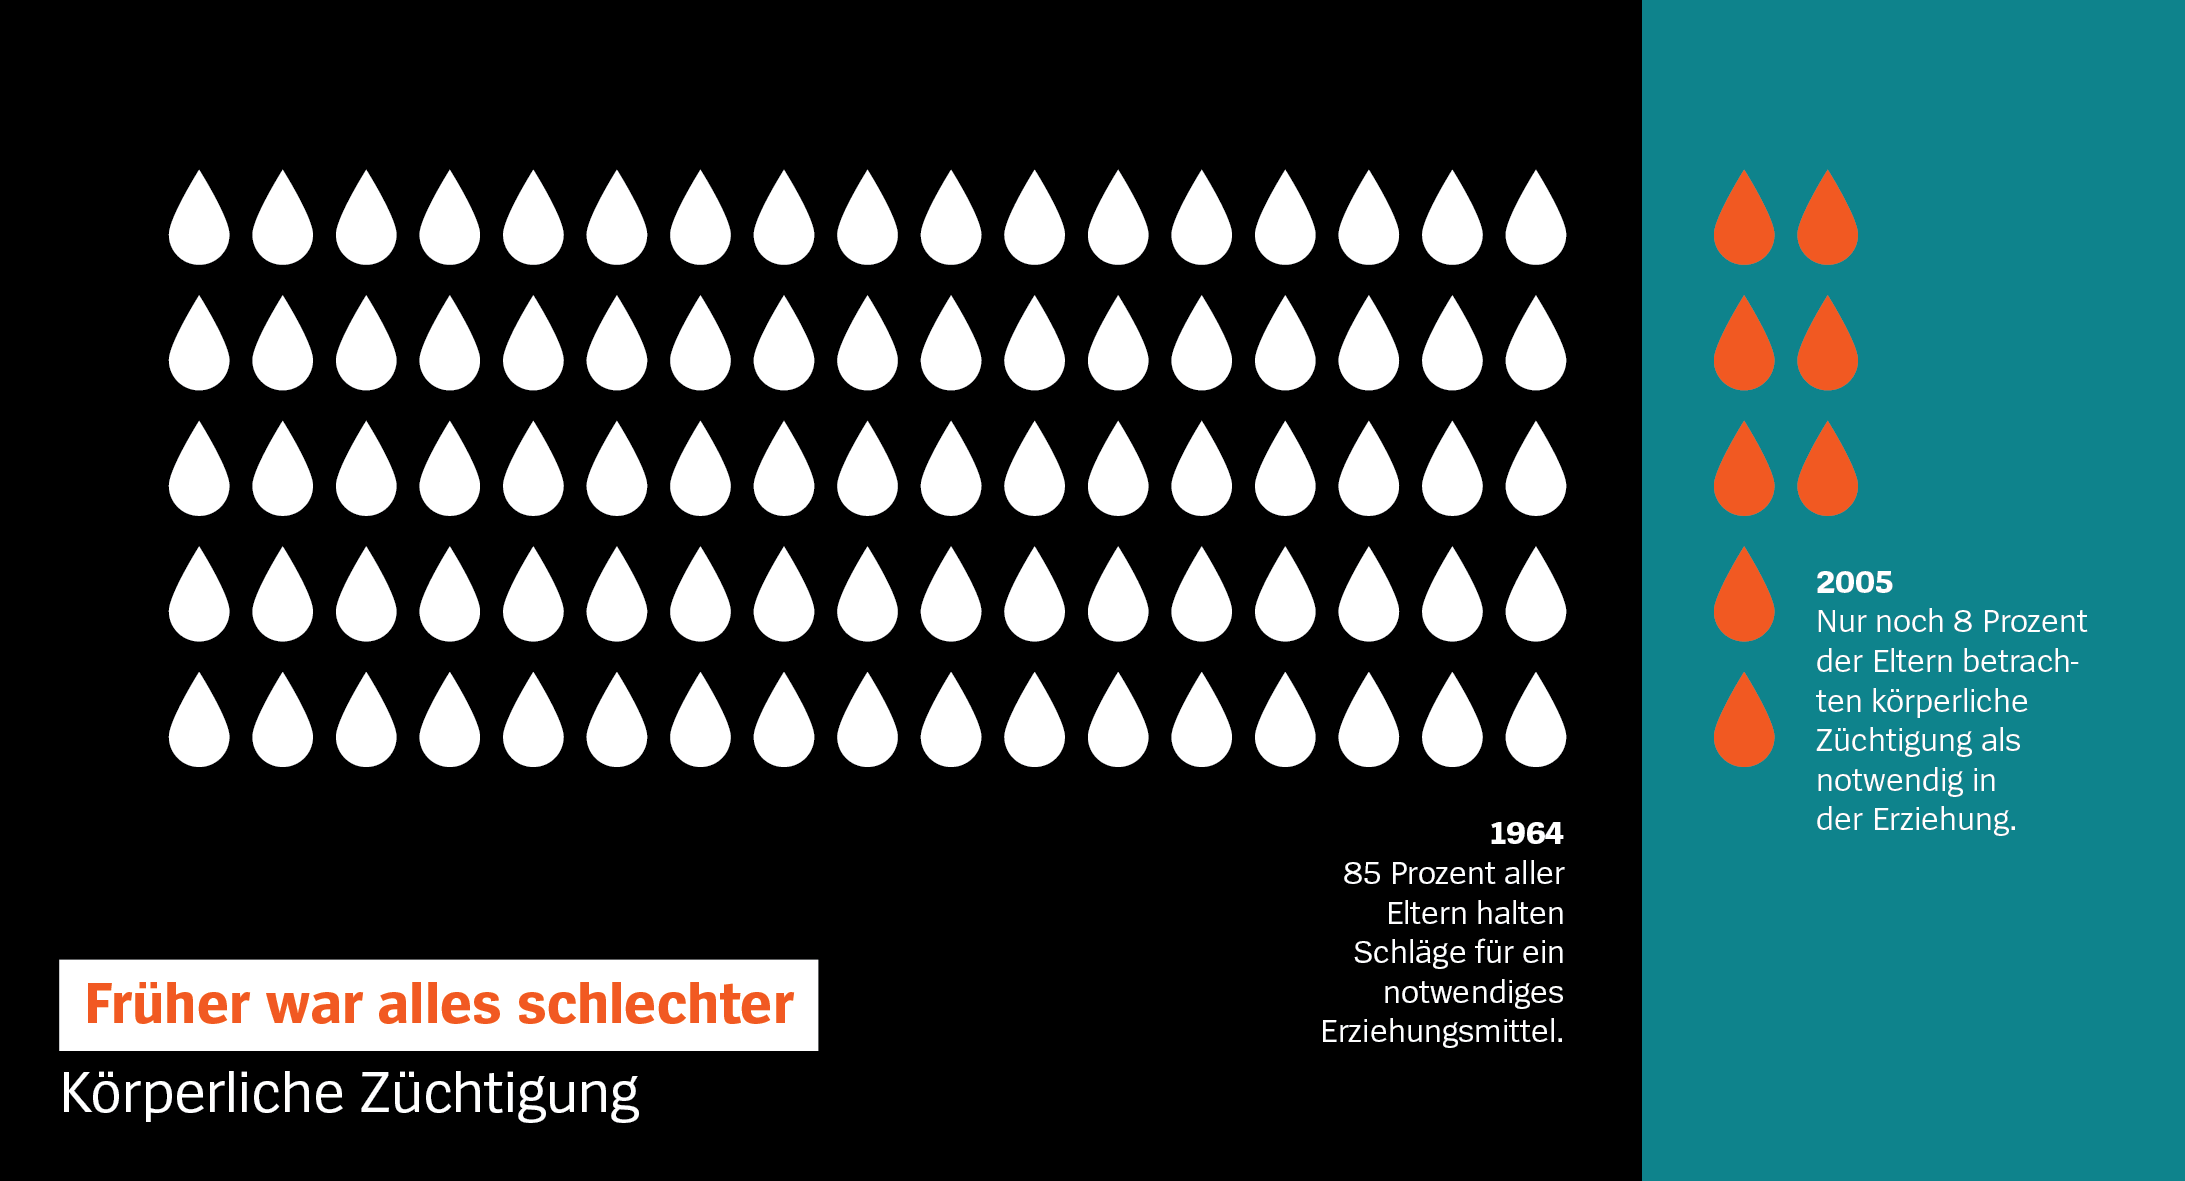 2005
Nur noch 8 Prozent
der Eltern betrach-
ten körperliche
Züchtigung als
notwendig in
der Erziehung.
1964
85 Prozent aller
Eltern halten
Schläge für ein
notwendiges
Erziehungsmittel.
Früher war alles schlechter
Körperliche Züchtigung